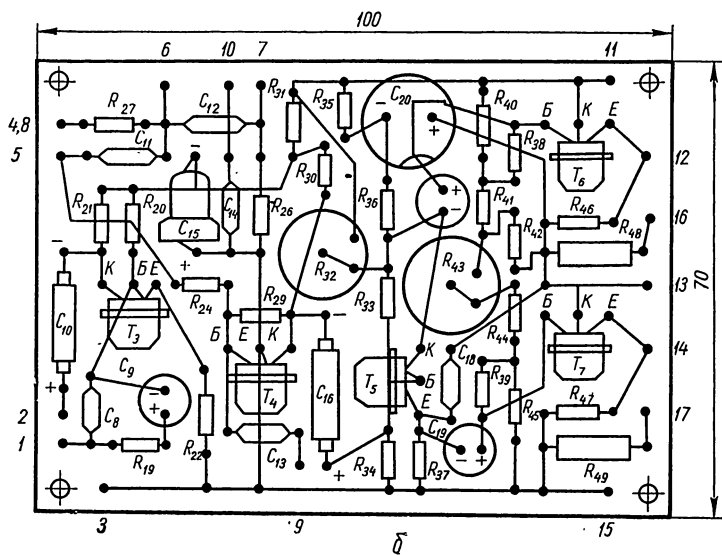 100
6 10 7 11
R27 C12 R31 R35 C20 R40 Б К Е
4,8
C11 – – + R38
5 12
R30 + T6
R21 R20 C14 R26 R36 – R41 R46
C15 16
– R42 R48
+ R32 R43
К Б Е R24 R29 R33 13
– R44 Б К Е
C10 T3 Б Е К C16 К C18 70
C9 T5 Б R39 T7 14
+ – T4 Е
2 C8 + C19 R45 R47 17
1 R19 R22 C13 – + R49
+ R34 R37
3 9 15
б